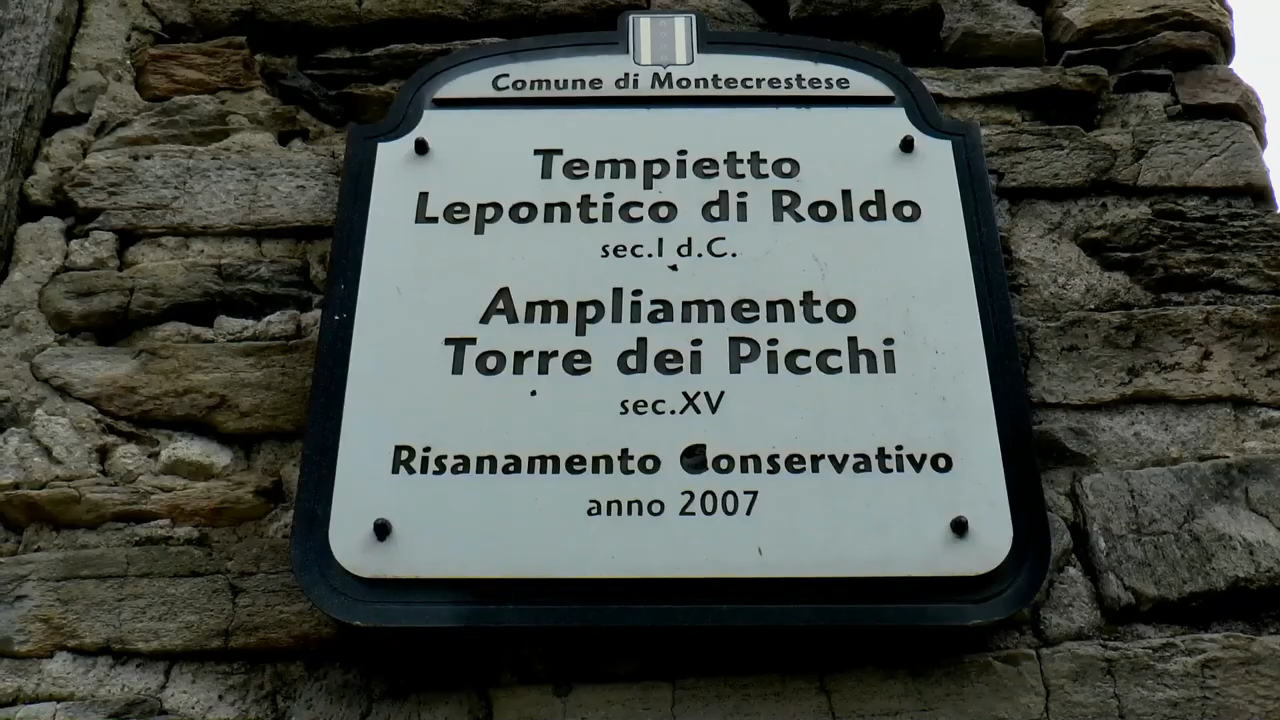 Comune di Montecrestese
Tempietto
Lepontico di Roldo
sec.I d.C.
Ampliamento
Torre dei Picchi
sec.XV
Risanamento Conservativo
anno 2007